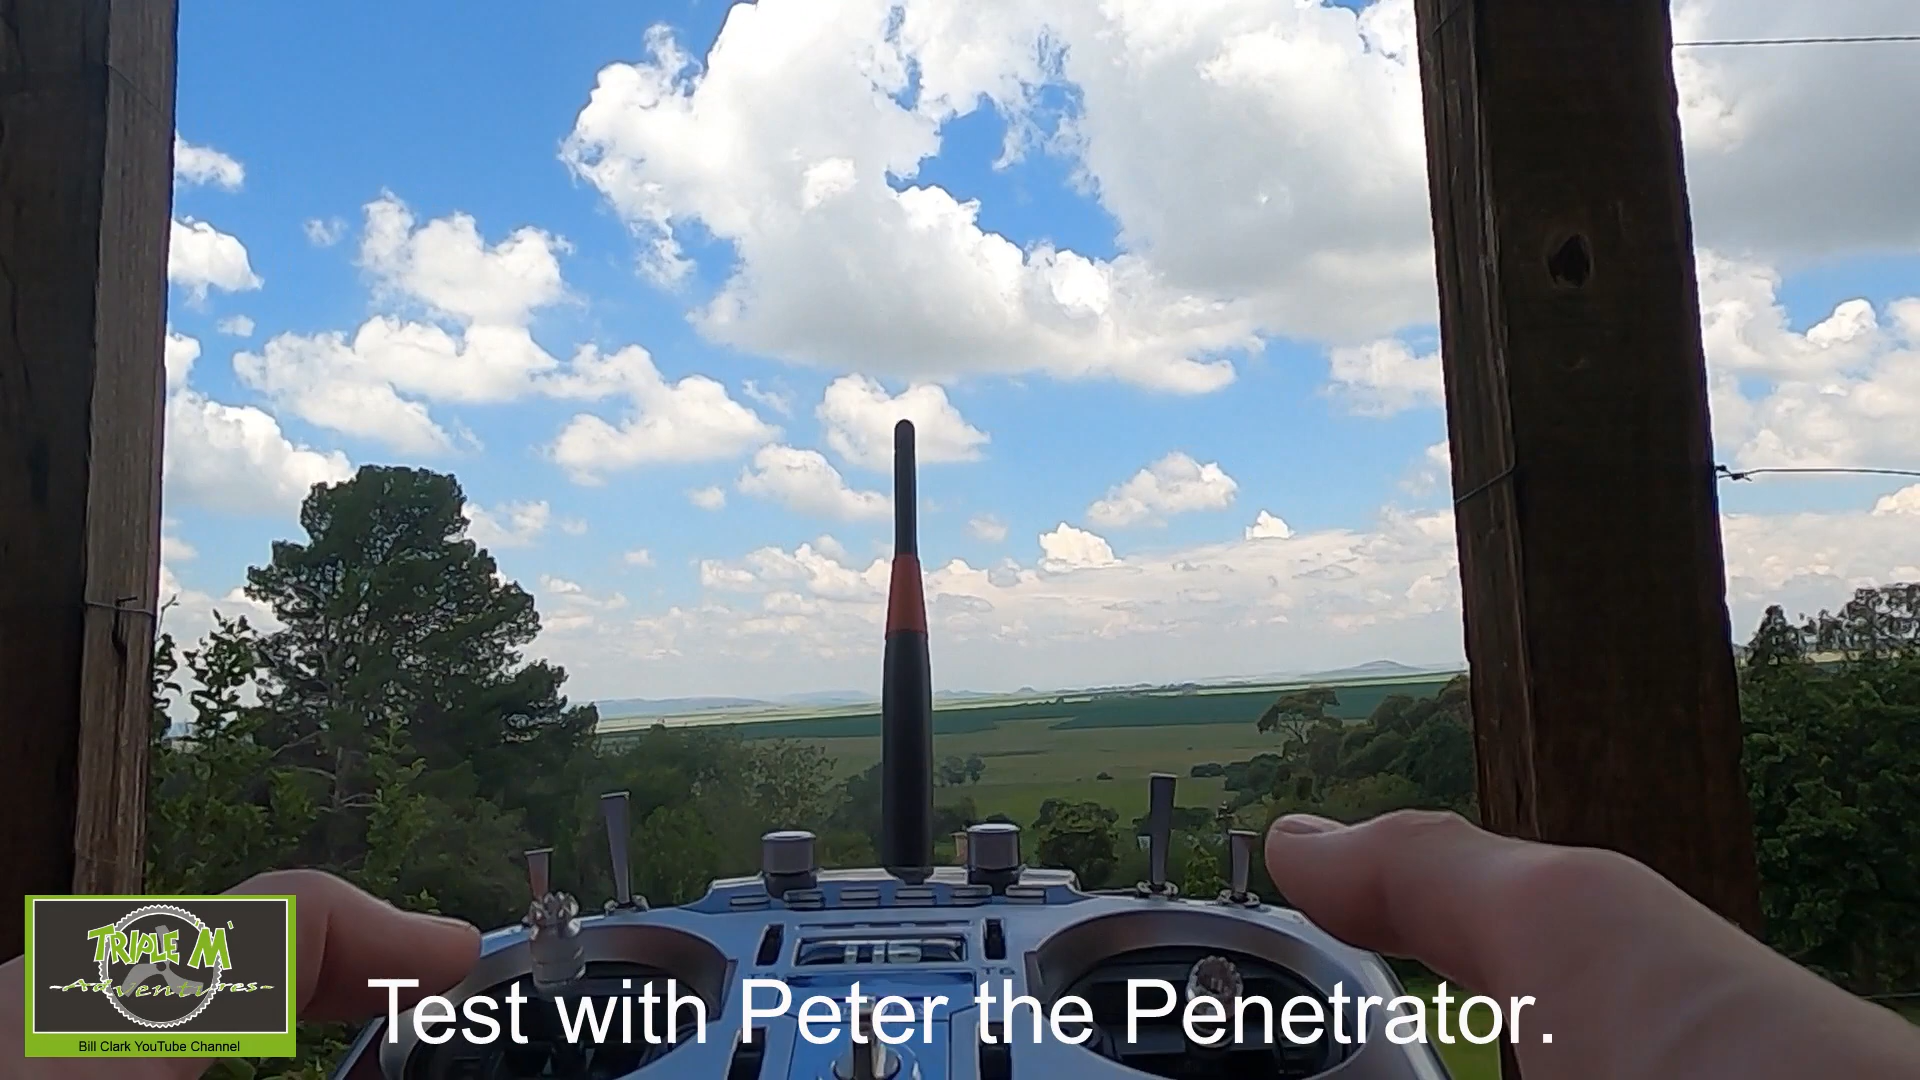 TRIPLE M
Adventures
Bill Clark YouTube Channel
Test with Peter the Penetrator.